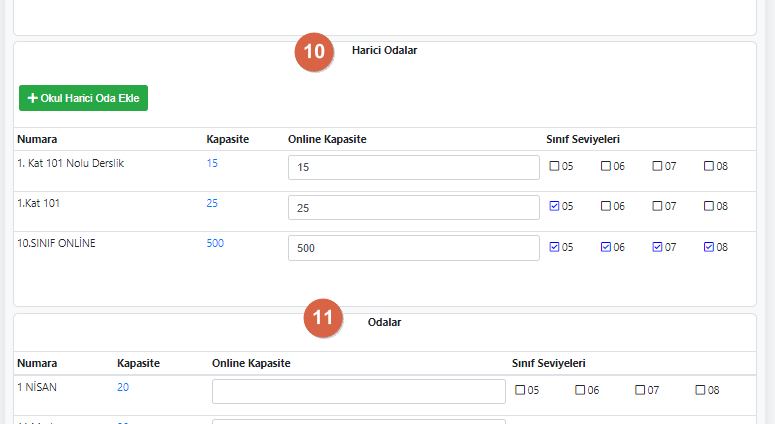 10 Harici Odalar
+ Okul Harici Oda Ekle
Numara Kapasite Online Kapasite Sınıf Seviyeleri
1. Kat 101 Nolu Derslik 15 15 05 06 07 08
1.Kat 101 25 25 05 06 07 08
10.SINIF ONLİNE 500 500 05 06 07 08
11 Odalar
Numara Kapasite Online Kapasite Sınıf Seviyeleri
1 NİSAN 20 05 06 07 08